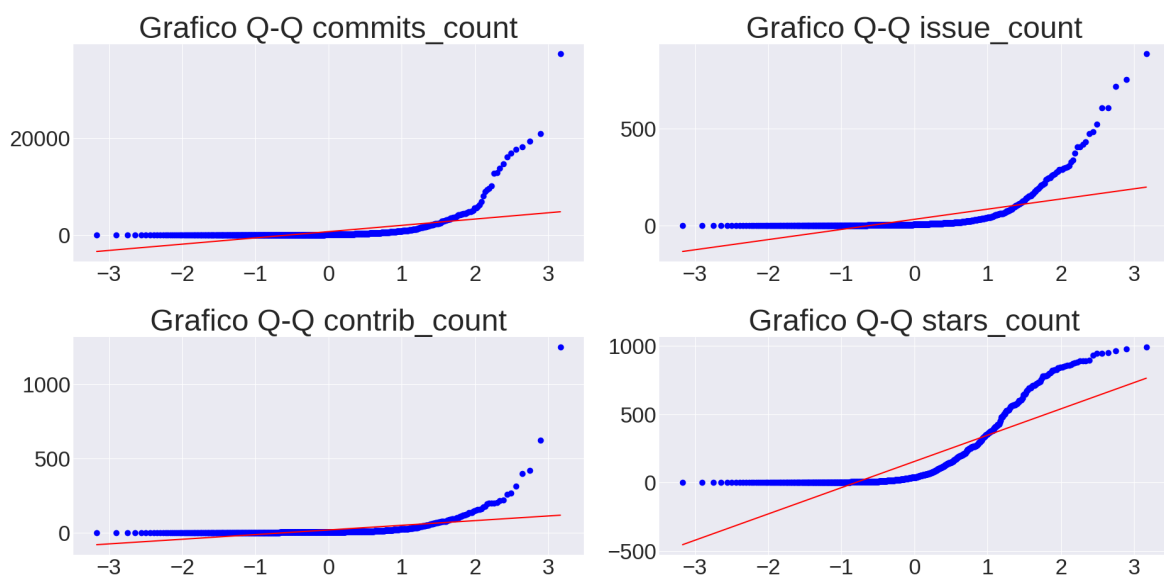 Grafico Q-Q commits_count
20000
0
−3 −2 −1 0 1 2 3
Grafico Q-Q issue_count
500
0
−3 −2 −1 0 1 2 3
Grafico Q-Q contrib_count
1000
500
0
−3 −2 −1 0 1 2 3
Grafico Q-Q stars_count
1000
500
0
−500
−3 −2 −1 0 1 2 3